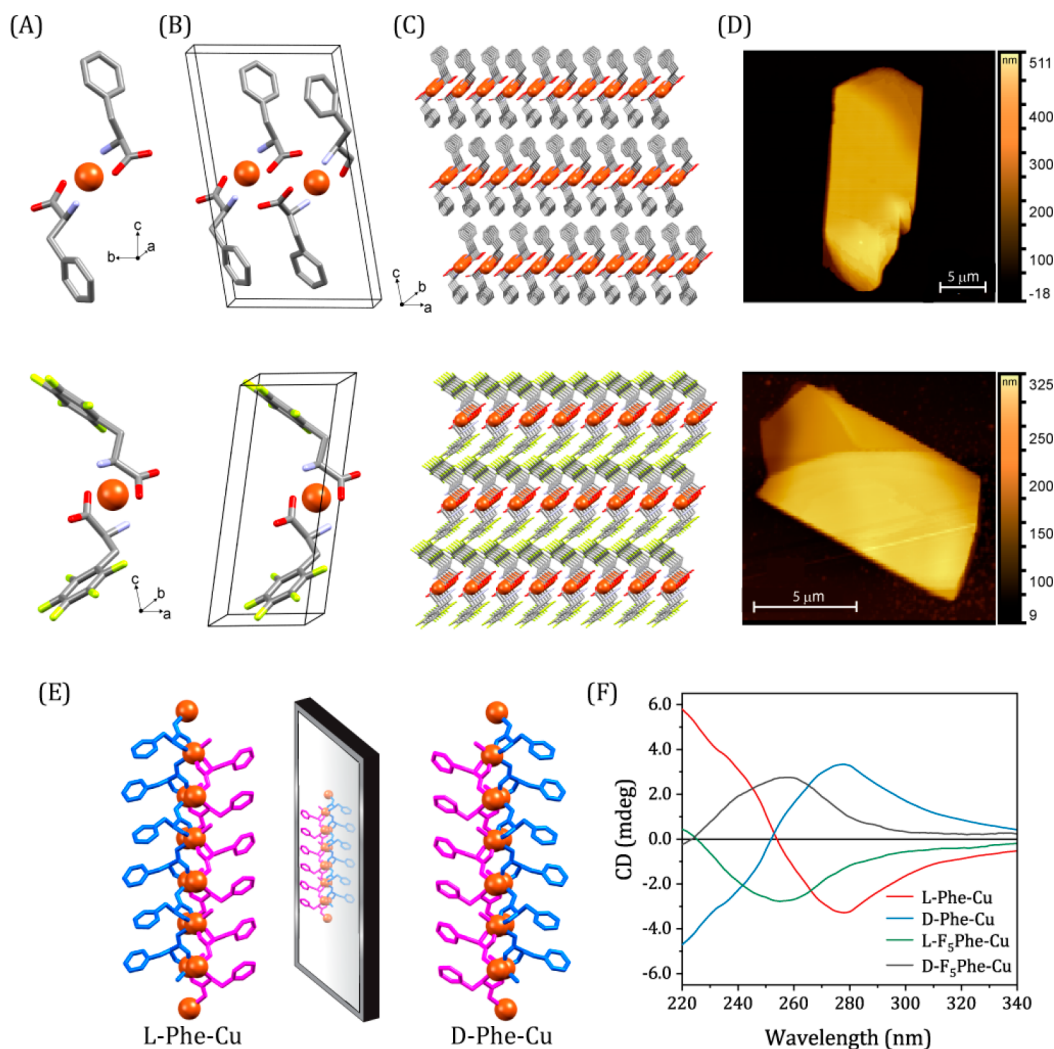 (A)
(B)
(C)
(D)
c
b
a
c
b
a
nm
511
400
300
200
100
-18
5 μm
c
b
a
nm
325
250
200
150
100
9
5 μm
(E)
(F)
L-Phe-Cu
D-Phe-Cu
CD (mdeg)
6.0
4.0
2.0
0.0
-2.0
-4.0
-6.0
L-Phe-Cu
D-Phe-Cu
L-F₅Phe-Cu
D-F₅Phe-Cu
220 240 260 280 300 320 340
Wavelength (nm)